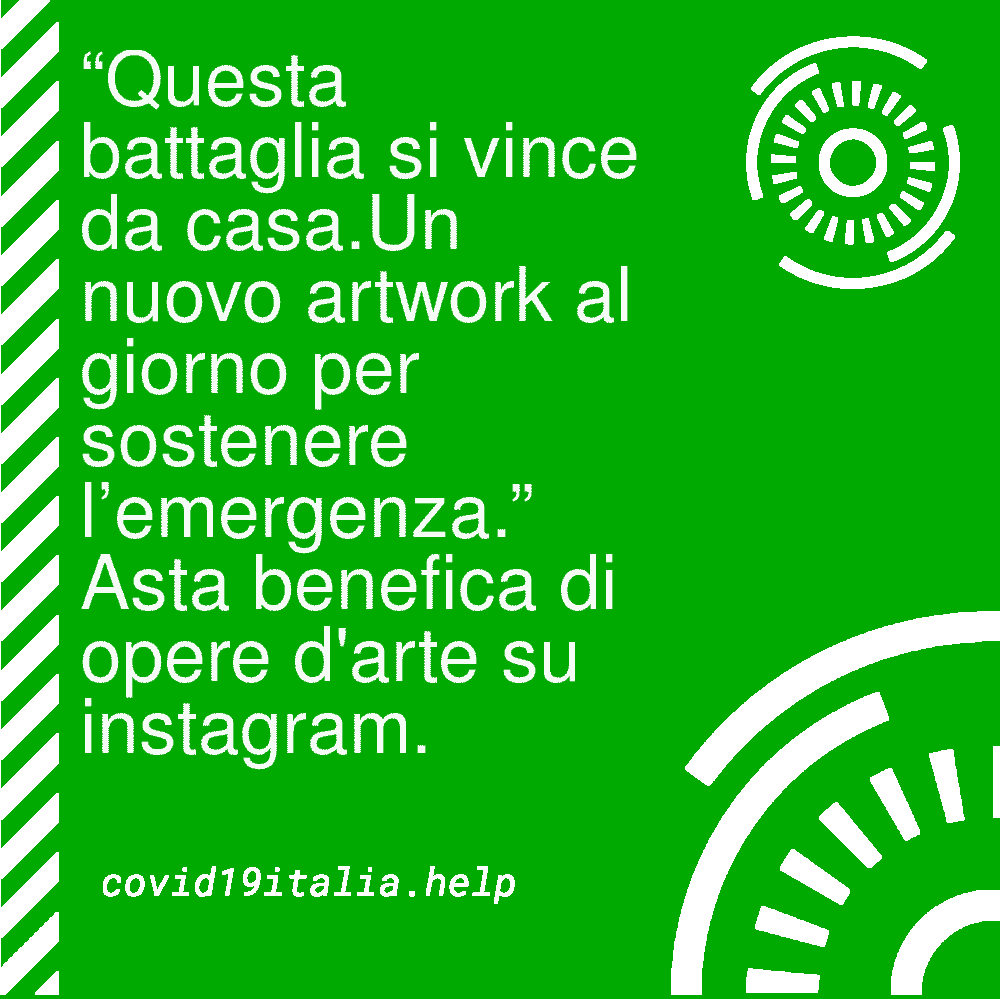 “Questa
battaglia si vince
da casa.Un
nuovo artwork al
giorno per
sostenere
l’emergenza.”
Asta benefica di
opere d'arte su
instagram.
covid19italia.help